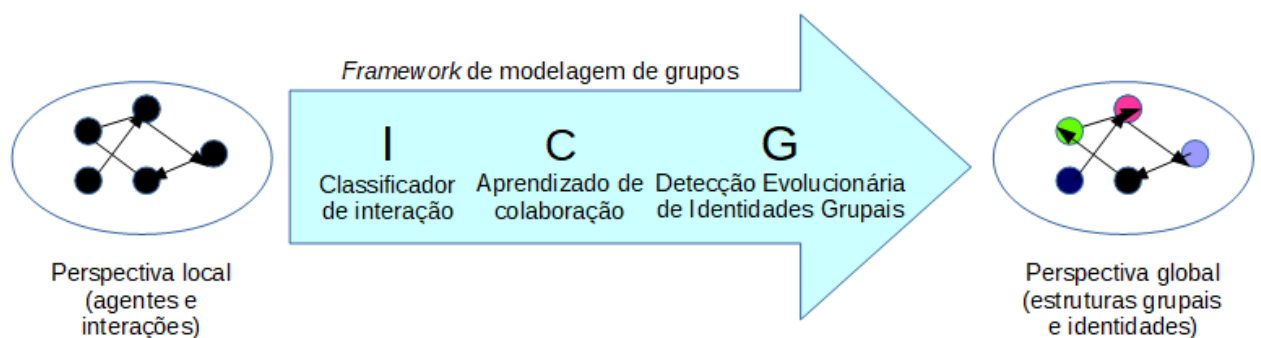 Framework de modelagem de grupos
I
Classificador
de interação
C
Aprendizado de
colaboração
G
Detecção Evolucionária
de Identidades Grupais
Perspectiva local
(agentes e
interações)
Perspectiva global
(estruturas grupais
e identidades)